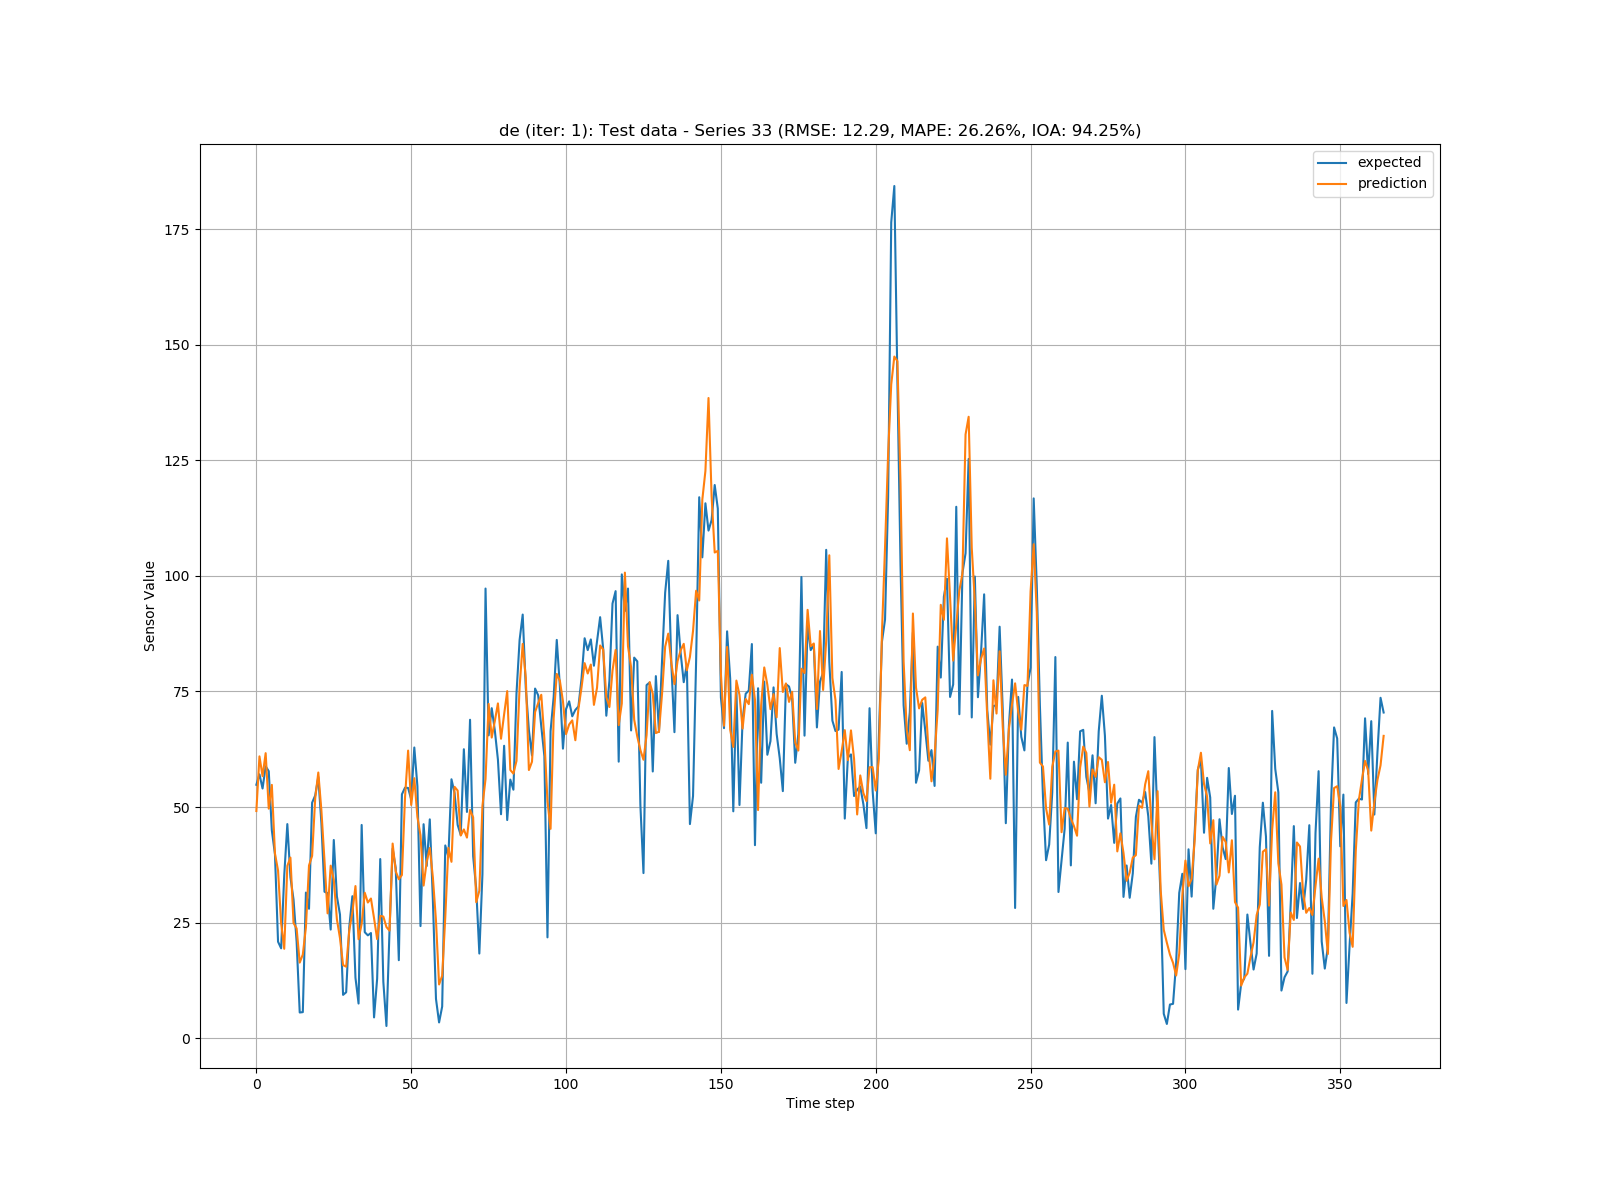 de (iter: 1): Test data - Series 33 (RMSE: 12.29, MAPE: 26.26%, IOA: 94.25%)
expected
prediction
175
150
125
100
75
50
25
0
Sensor Value
0 50 100 150 200 250 300 350
Time step